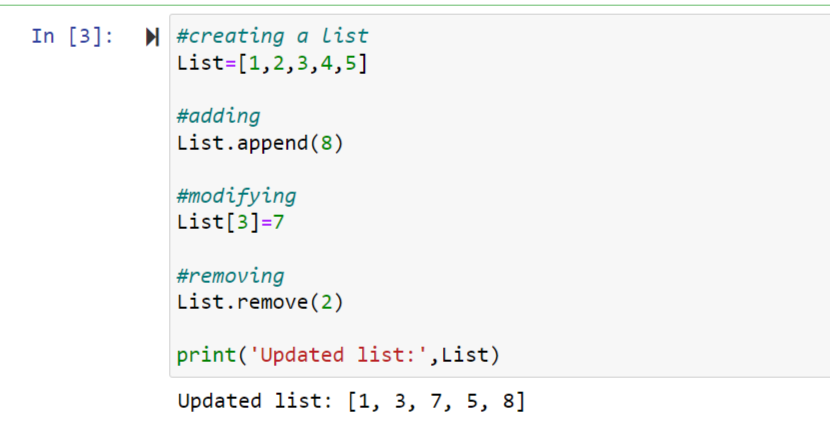 In [3]: #creating a list
List=[1,2,3,4,5]
#adding
List.append(8)
#modifying
List[3]=7
#removing
List.remove(2)
print('Updated list:',List)
Updated list: [1, 3, 7, 5, 8]